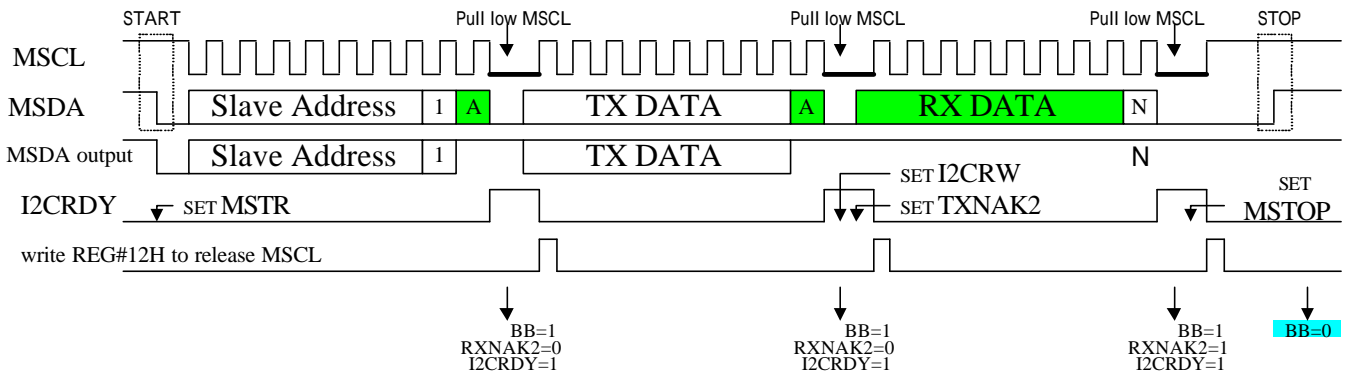 START
Pull low MSCL
Pull low MSCL
Pull low MSCL
STOP
MSCL
MSDA
Slave Address
1
A
TX DATA
A
RX DATA
N
MSDA output
Slave Address
1
TX DATA
N
I2CRDY
SET MSTR
SET I2CRW
SET TXNAK2
SET
MSTOP
write REG#12H to release MSCL
BB=1
RXNAK2=0
I2CRDY=1
BB=1
RXNAK2=0
I2CRDY=1
BB=1
RXNAK2=1
I2CRDY=1
BB=0